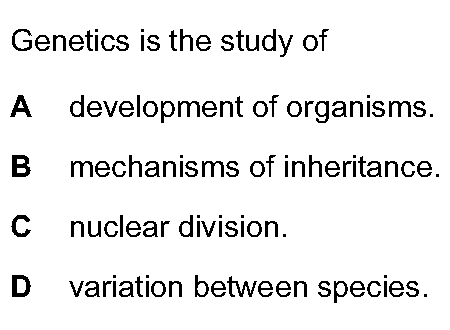 Genetics is the study of
A development of organisms.
B mechanisms of inheritance.
C nuclear division.
D variation between species.